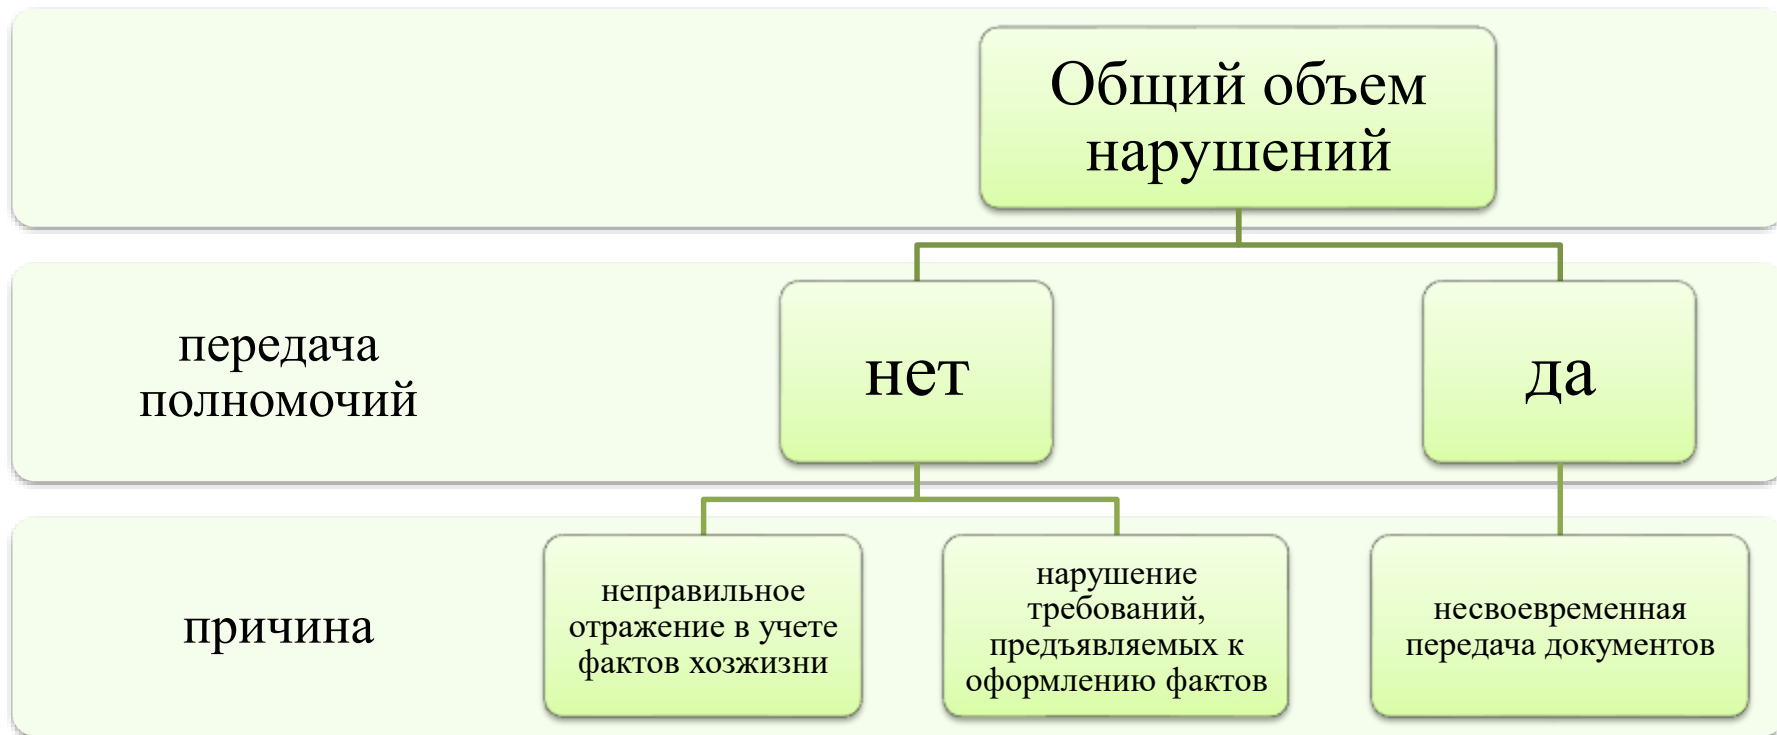 Общий объем
нарушений
передача
полномочий
нет
да
причина
неправильное
отражение в учете
фактов хозжизни
нарушение
требований,
предъявляемых к
оформлению фактов
несвоевременная
передача документов